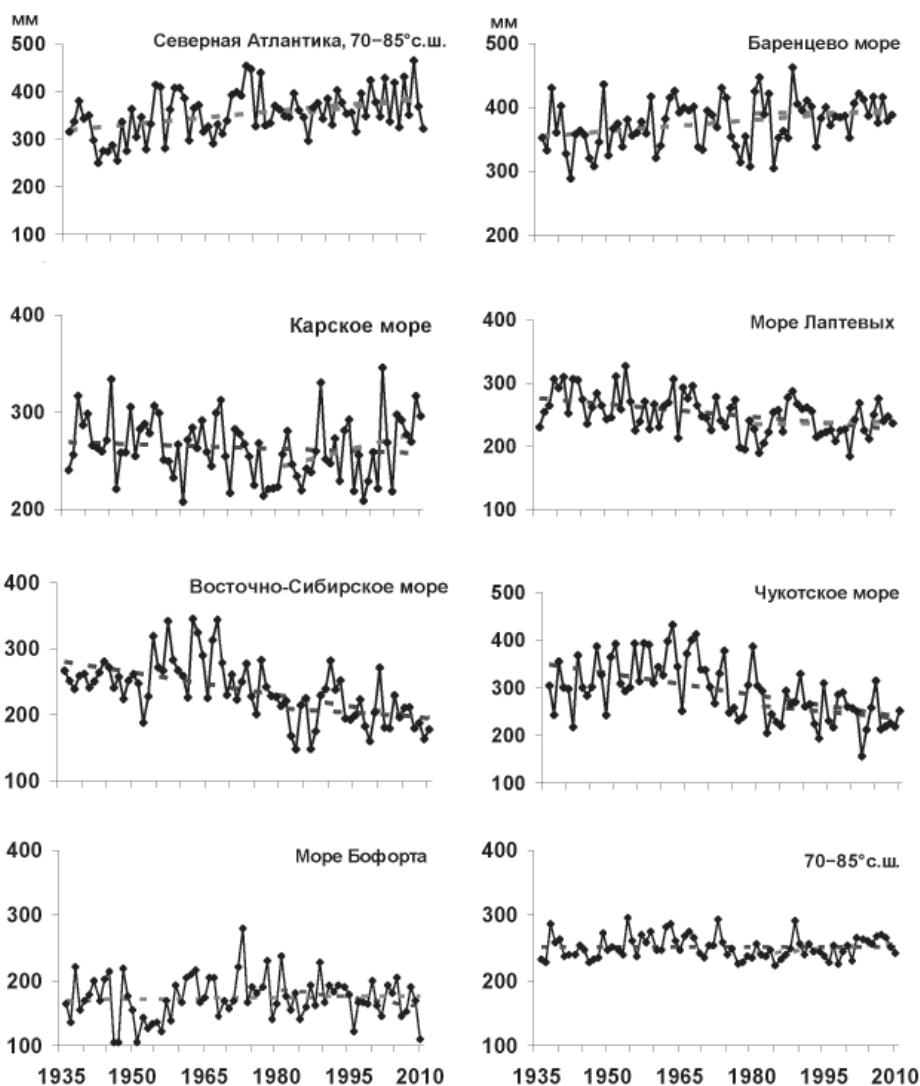 мм
500
400
300
200
100
Северная Атлантика, 70−85°с.ш.
мм
500
400
300
200
Баренцево море
400
300
200
Карское море
400
300
200
100
Море Лаптевых
400
300
200
100
Восточно-Сибирское море
500
400
300
200
100
Чукотское море
400
300
200
100
Море Бофорта
1935 1950 1965 1980 1995 2010
400
300
200
100
70−85°с.ш.
1935 1950 1965 1980 1995 2010